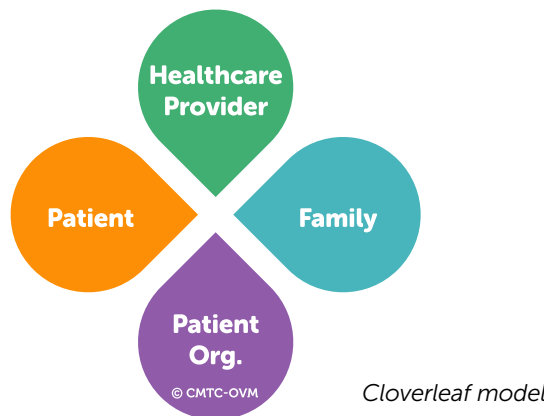 Healthcare
Provider
Patient
Family
Patient
Org.
© CMTC-OVM
Cloverleaf model